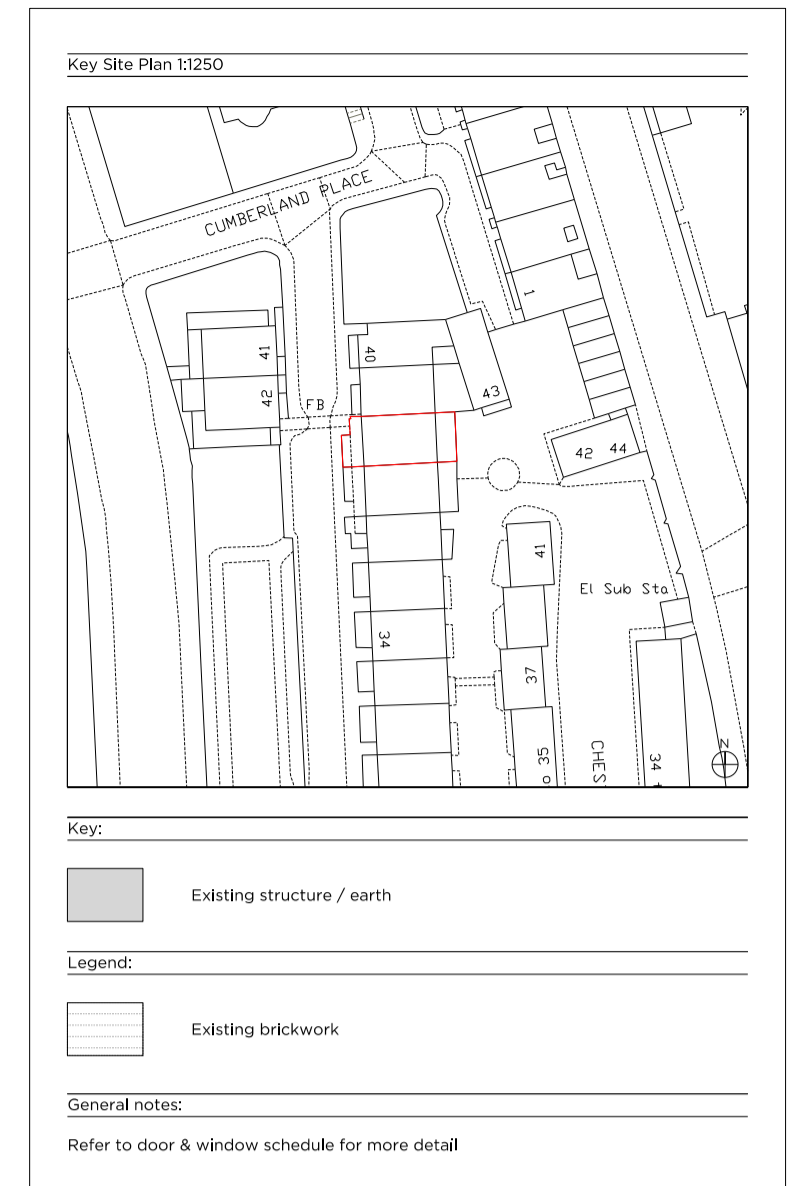 Key Site Plan 1:1250
CUMBERLAND PLACE
1
41
40
42
43
FB
42 44
41
El Sub Sta
34
37
CHES
34
o 35
N
Key:
Existing structure / earth
Legend:
Existing brickwork
General notes:
Refer to door & window schedule for more detail